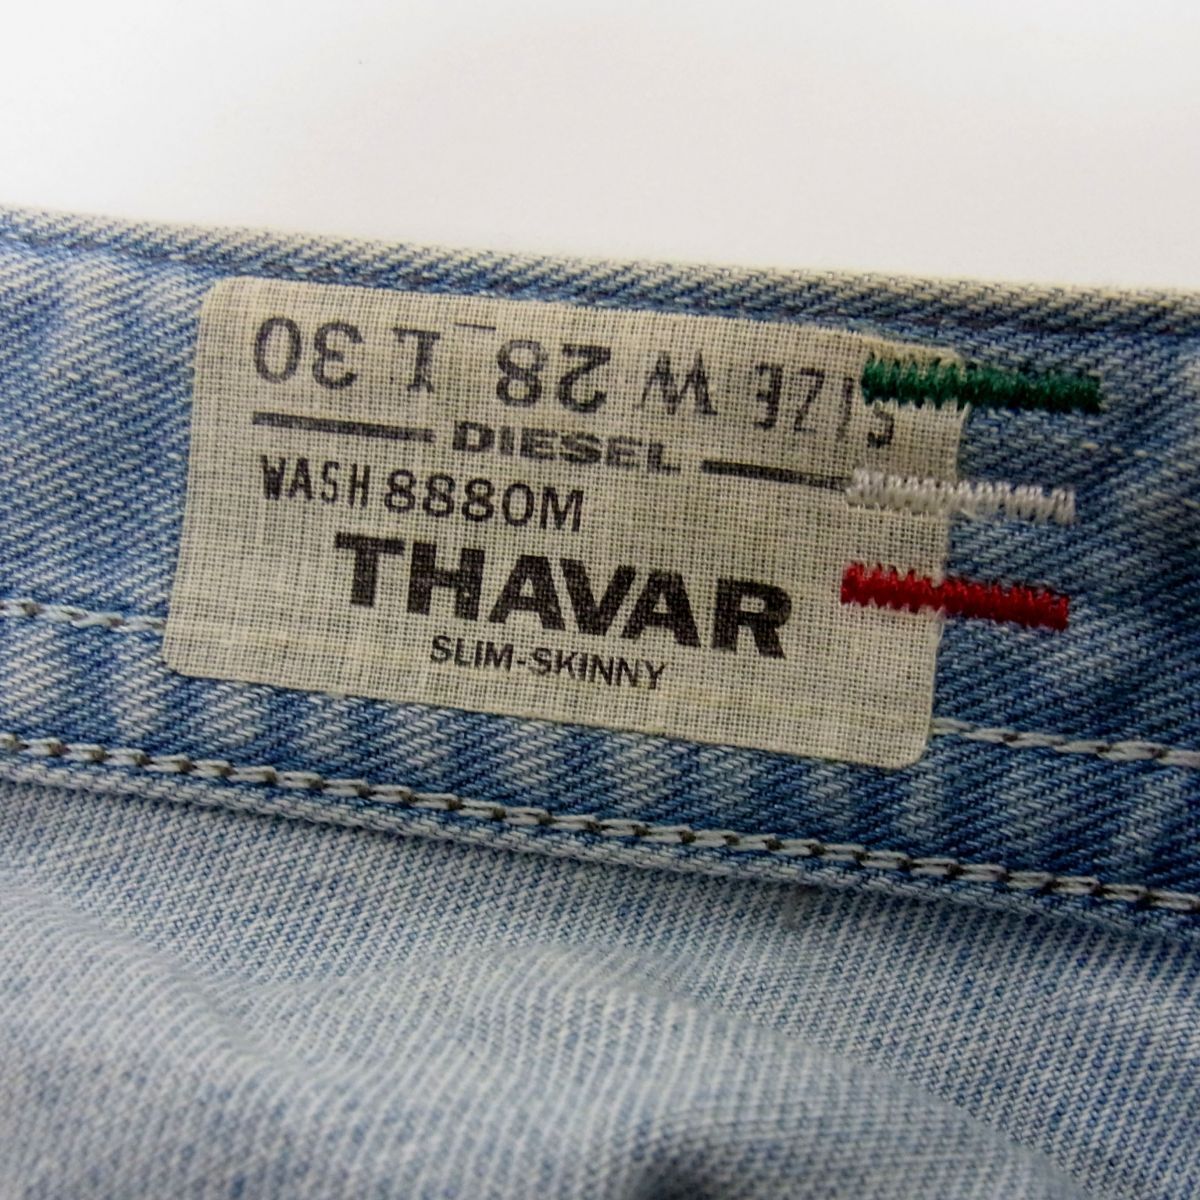 SIZE W 28 L 30
DIESEL
WASH 8880M
THAVAR
SLIM-SKINNY